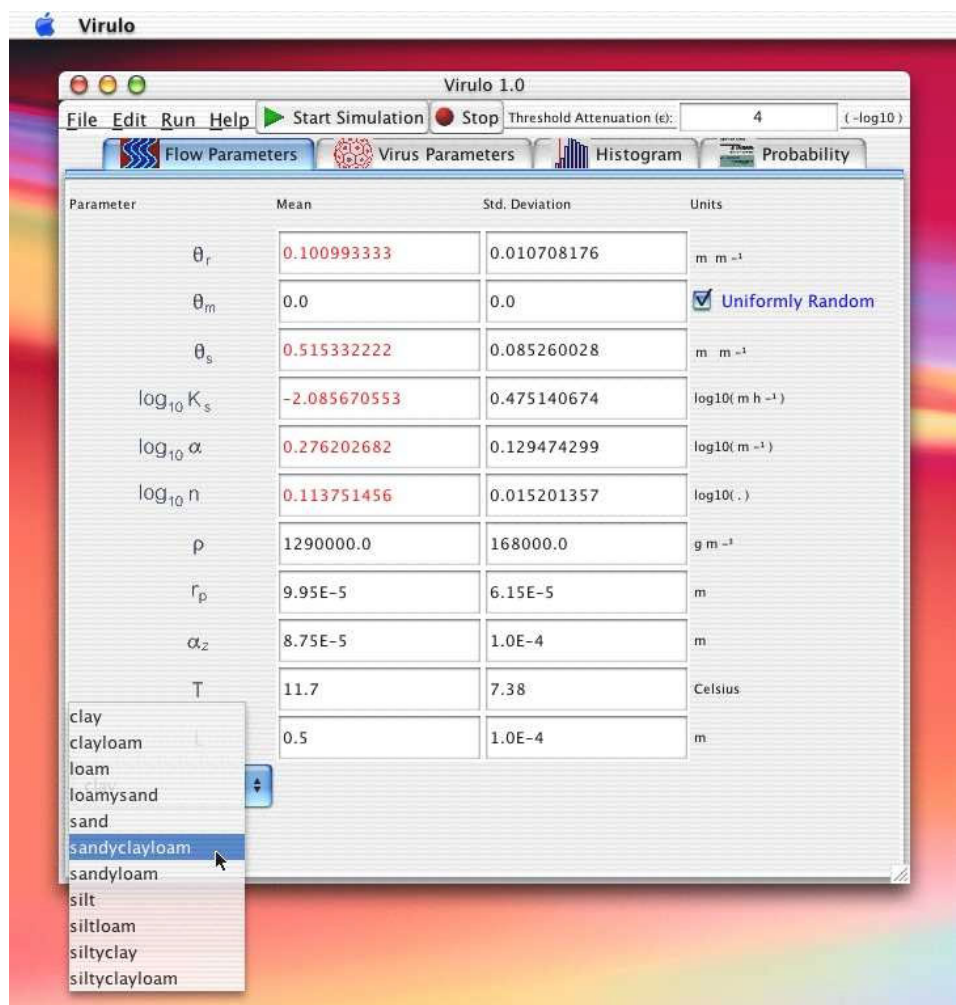 Virulo
Virulo 1.0
File Edit Run Help Start Simulation Stop Threshold Attenuation (ε): 4 (-log10)
Flow Parameters Virus Parameters Histogram Probability
Parameter Mean Std. Deviation Units
θr 0.100993333 0.010708176 m m -1
θm 0.0 0.0 Uniformly Random
θs 0.515332222 0.085260028 m m -1
log10 Ks -2.085670553 0.475140674 log10( m h -1 )
log10 α 0.276202682 0.129474299 log10( m -1 )
log10 n 0.113751456 0.015201357 log10( . )
ρ 1290000.0 168000.0 g m -3
rp 9.95E-5 6.15E-5 m
αz 8.75E-5 1.0E-4 m
T 11.7 7.38 Celsius
L 0.5 1.0E-4 m
clay
clayloam
loam
loamysand
sand
sandyclayloam
sandyloam
silt
siltloam
siltyclay
siltyclayloam